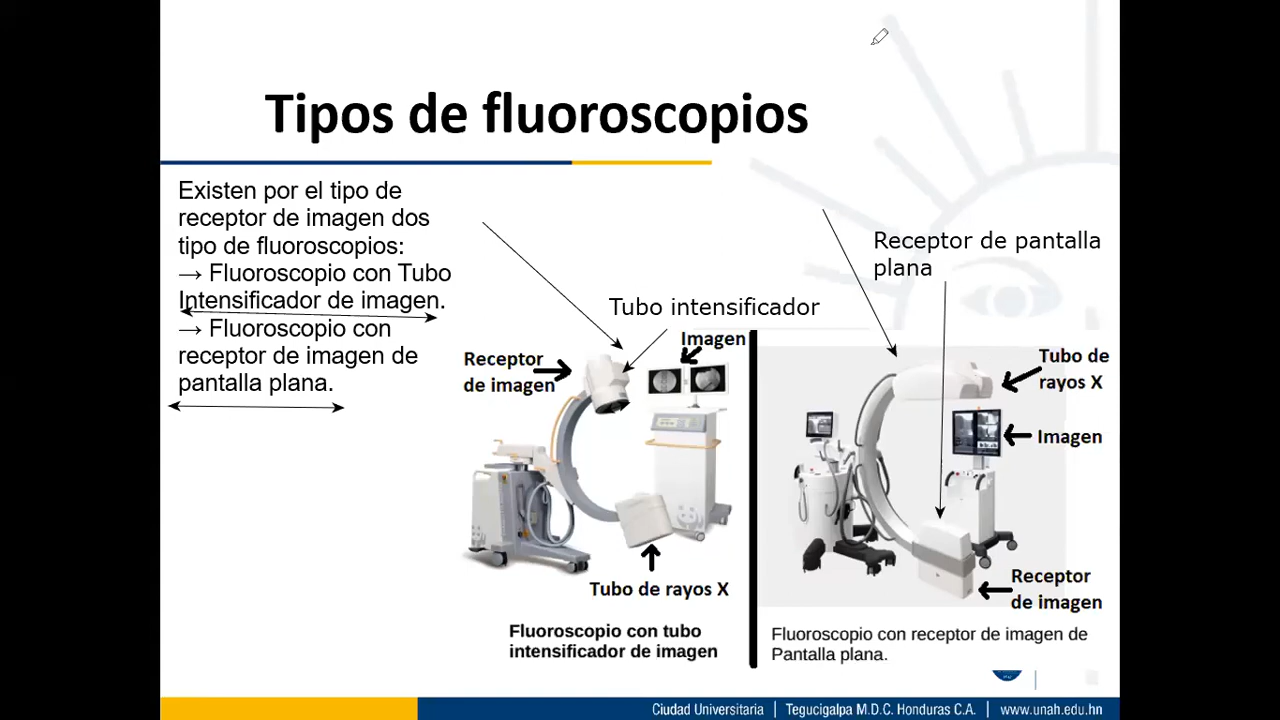 Tipos de fluoroscopios
Existen por el tipo de
receptor de imagen dos
tipo de fluoroscopios:
→ Fluoroscopio con Tubo
Intensificador de imagen.
→ Fluoroscopio con
receptor de imagen de
pantalla plana.
Tubo intensificador
Receptor
de imagen
Imagen
Tubo de rayos X
Fluoroscopio con tubo
intensificador de imagen
Receptor de pantalla
plana
Tubo de
rayos X
Imagen
Receptor
de imagen
Fluoroscopio con receptor de imagen de
Pantalla plana.
Ciudad Universitaria | Tegucigalpa M.D.C. Honduras C.A. | www.unah.edu.hn